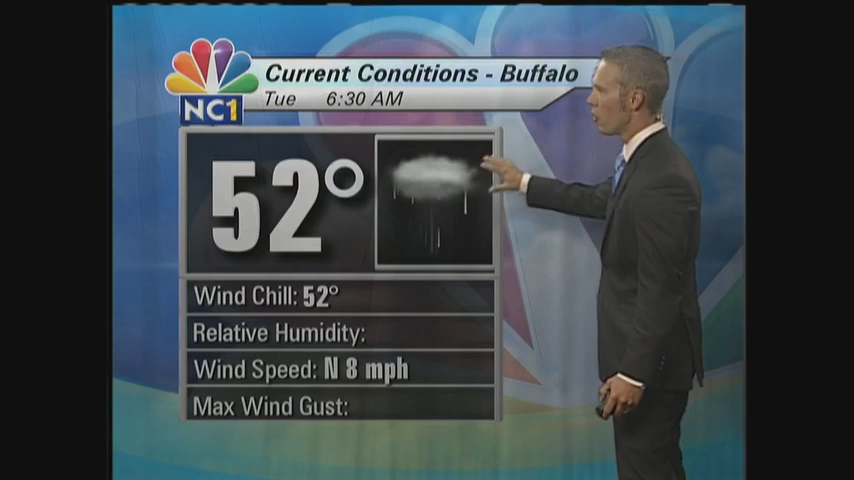 Current Conditions - Buffalo
Tue 6:30 AM
NC1
52°
Wind Chill: 52°
Relative Humidity:
Wind Speed: N 8 mph
Max Wind Gust: